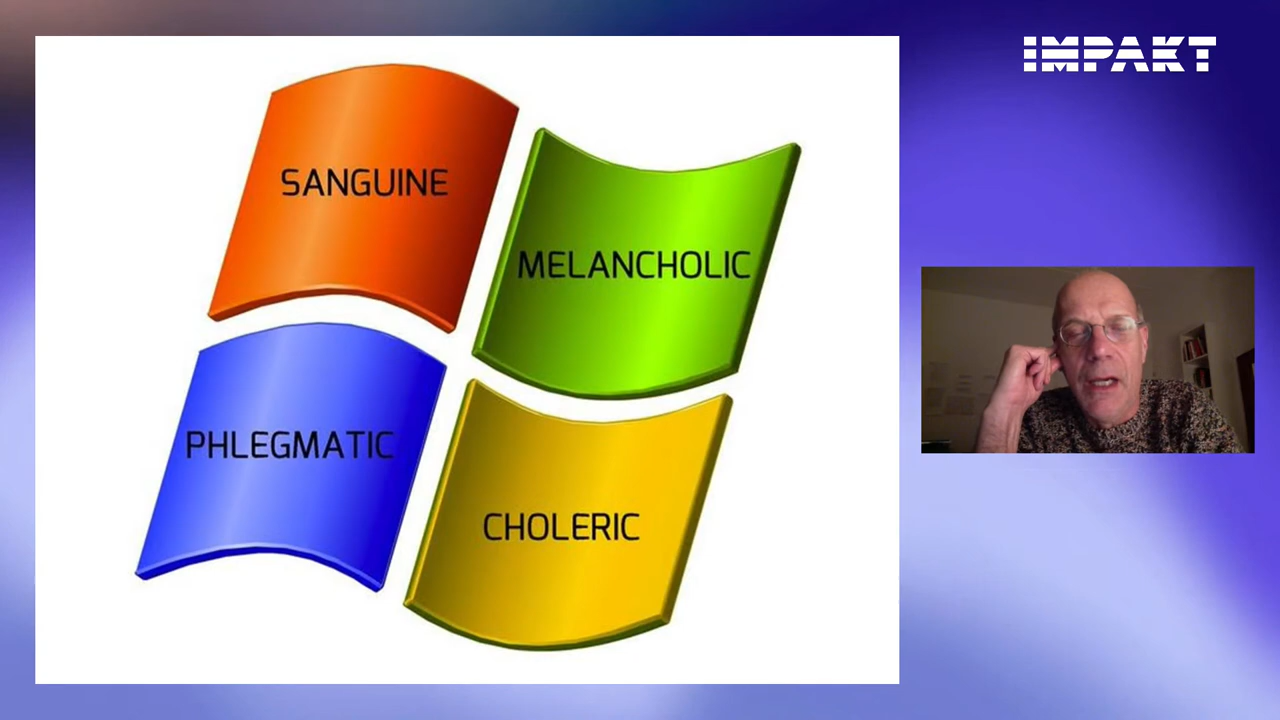 IMPAKT
SANGUINE
MELANCHOLIC
PHLEGMATIC
CHOLERIC